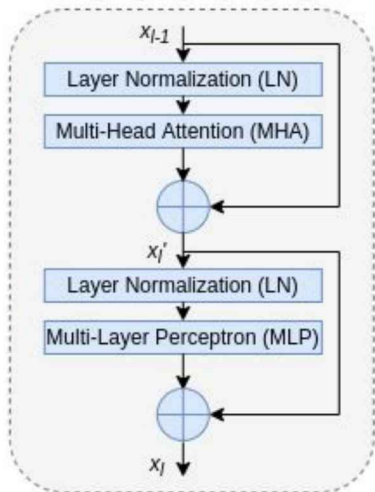 x_{l-1}
Layer Normalization (LN)
Multi-Head Attention (MHA)
x_l'
Layer Normalization (LN)
Multi-Layer Perceptron (MLP)
x_l